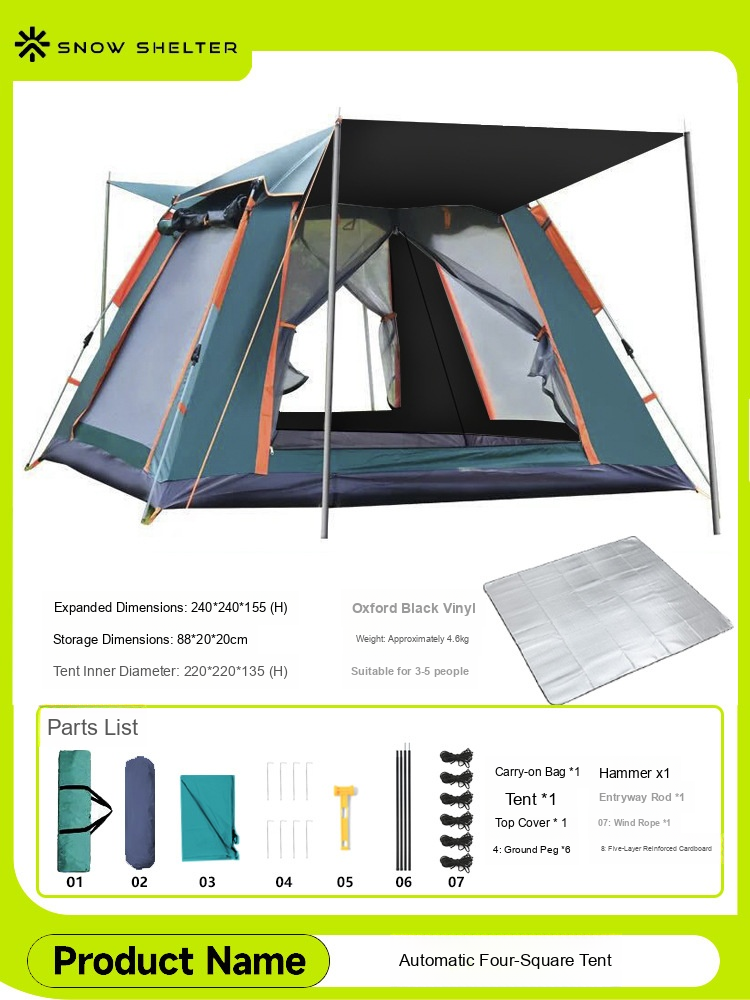 SNOW SHELTER
Expanded Dimensions: 240*240*155 (H)
Storage Dimensions: 88*20*20cm
Tent Inner Diameter: 220*220*135 (H)
Oxford Black Vinyl
Weight: Approximately 4.6kg
Suitable for 3-5 people
Parts List
01
02
03
04
05
06
07
Carry-on Bag *1
Tent *1
Top Cover * 1
4: Ground Peg *6
Hammer x1
Entryway Rod *1
07: Wind Rope *1
8: Five-Layer Reinforced Cardboard
Product Name
Automatic Four-Square Tent